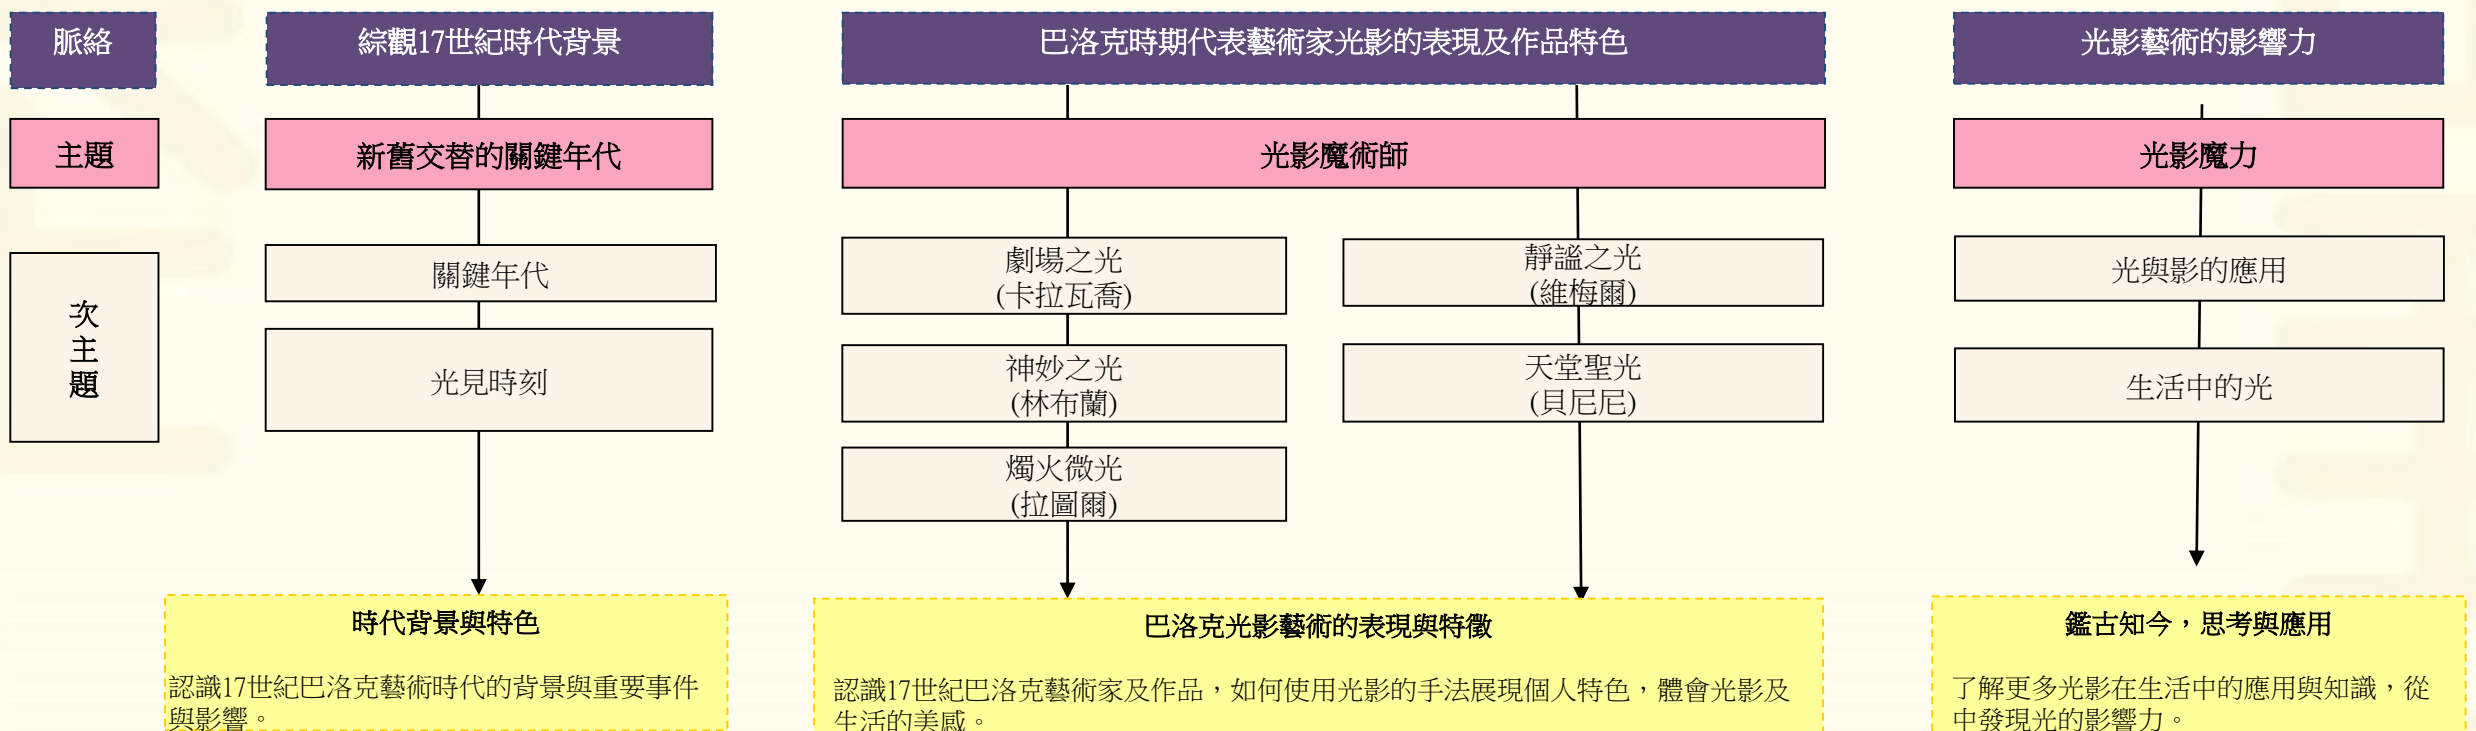 脈絡
綜觀17世紀時代背景
巴洛克時期代表藝術家光影的表現及作品特色
光影藝術的影響力
主題
新舊交替的關鍵年代
光影魔術師
光影魔力
次
主
題
關鍵年代
光見時刻
劇場之光
(卡拉瓦喬)
神妙之光
(林布蘭)
燭火微光
(拉圖爾)
靜謐之光
(維梅爾)
天堂聖光
(貝尼尼)
光與影的應用
生活中的光
時代背景與特色
認識17世紀巴洛克藝術時代的背景與重要事件
與影響。
巴洛克光影藝術的表現與特徵
認識17世紀巴洛克藝術家及作品，如何使用光影的手法展現個人特色，體會光影及
生活的美感。
鑑古知今，思考與應用
了解更多光影在生活中的應用與知識，從
中發現光的影響力。